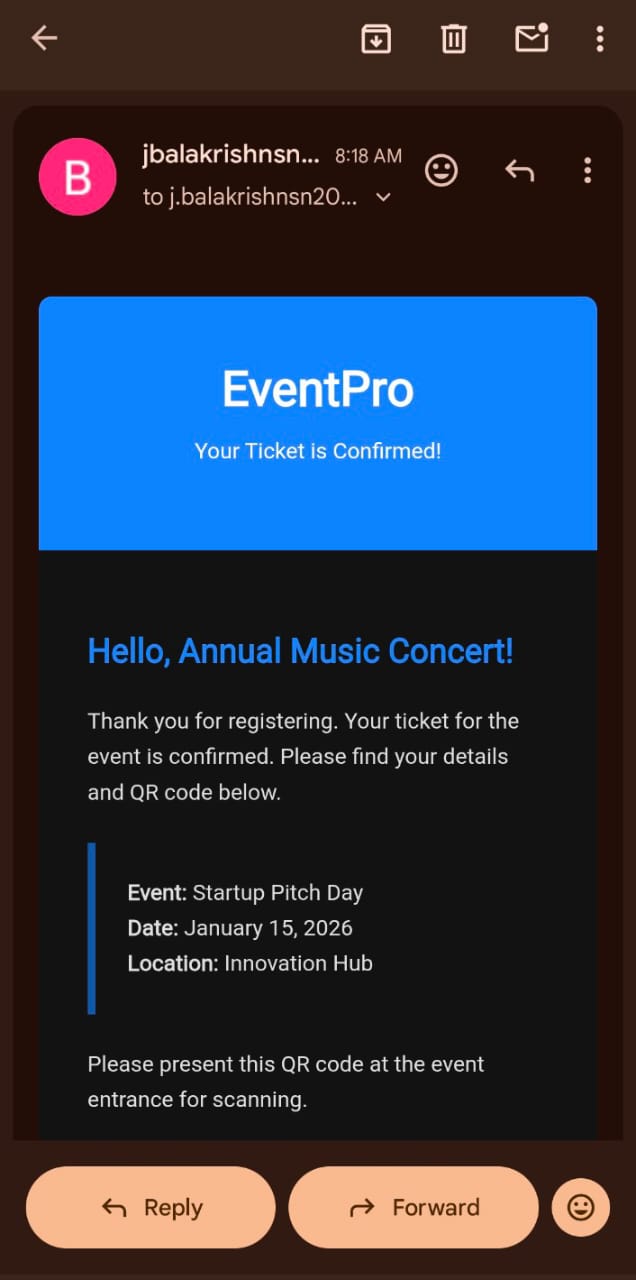 B
jbalakrishnsn... 8:18 AM
to j.balakrishnsn20...
EventPro
Your Ticket is Confirmed!
Hello, Annual Music Concert!
Thank you for registering. Your ticket for the
event is confirmed. Please find your details
and QR code below.
Event: Startup Pitch Day
Date: January 15, 2026
Location: Innovation Hub
Please present this QR code at the event
entrance for scanning.
Reply
Forward